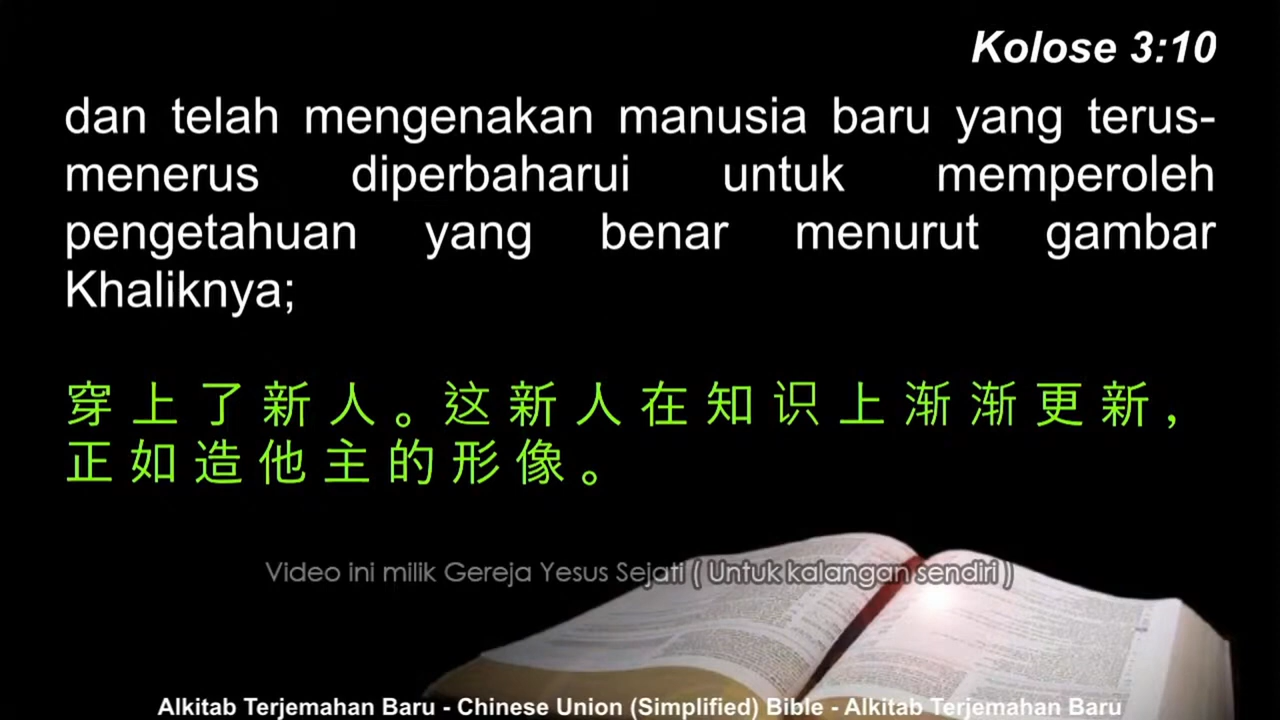 Kolose 3:10
dan telah mengenakan manusia baru yang terus-
menerus diperbaharui untuk memperoleh
pengetahuan yang benar menurut gambar
Khaliknya;
穿上了新人。这新人在知识上渐渐更新，
正如造他主的形像。
Video ini milik Gereja Yesus Sejati ( Untuk kalangan sendiri )
Alkitab Terjemahan Baru - Chinese Union (Simplified) Bible - Alkitab Terjemahan Baru